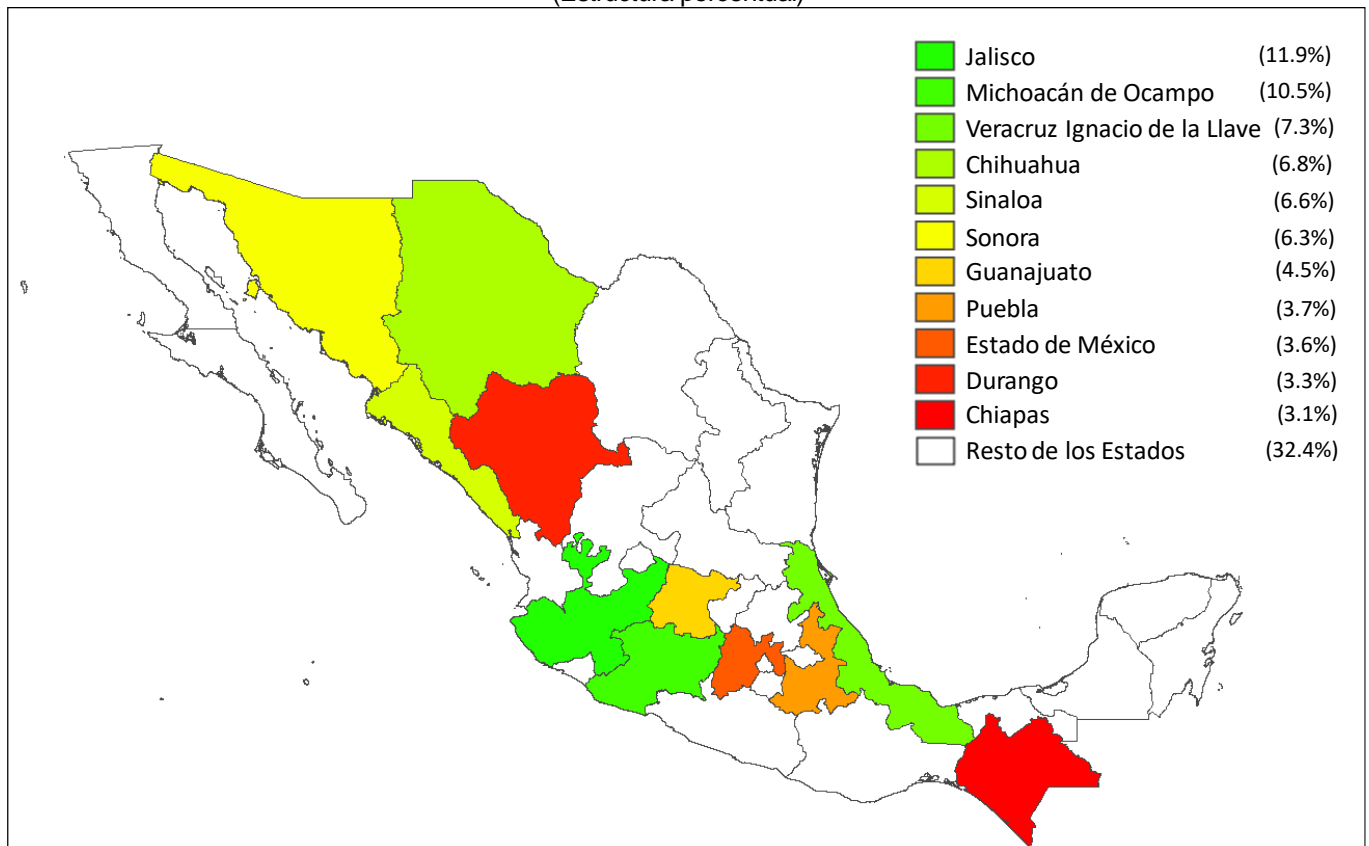 (Estructura porcentual)
Jalisco (11.9%)
Michoacán de Ocampo (10.5%)
Veracruz Ignacio de la Llave (7.3%)
Chihuahua (6.8%)
Sinaloa (6.6%)
Sonora (6.3%)
Guanajuato (4.5%)
Puebla (3.7%)
Estado de México (3.6%)
Durango (3.3%)
Chiapas (3.1%)
Resto de los Estados (32.4%)